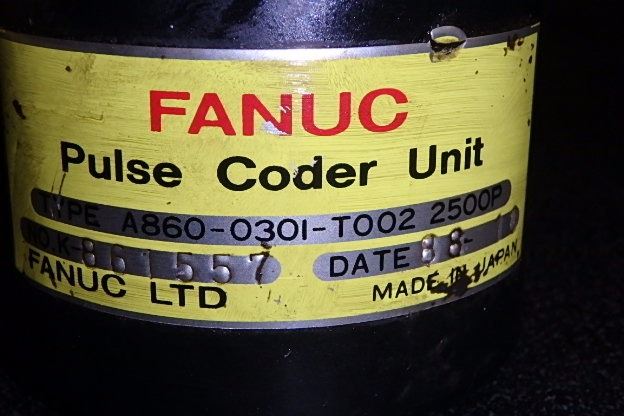 FANUC
Pulse Coder Unit
TYPE A860-0301-T002 2500P
NO. K-861557 DATE 88-
FANUC LTD MADE IN JAPAN